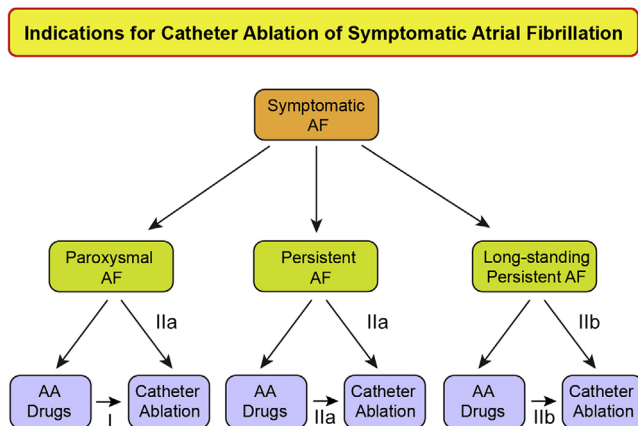 Indications for Catheter Ablation of Symptomatic Atrial Fibrillation
Symptomatic
AF
Paroxysmal
AF
Persistent
AF
Long-standing
Persistent AF
IIa
IIa
IIb
AA
Drugs
I
Catheter
Ablation
AA
Drugs
IIa
Catheter
Ablation
AA
Drugs
IIb
Catheter
Ablation